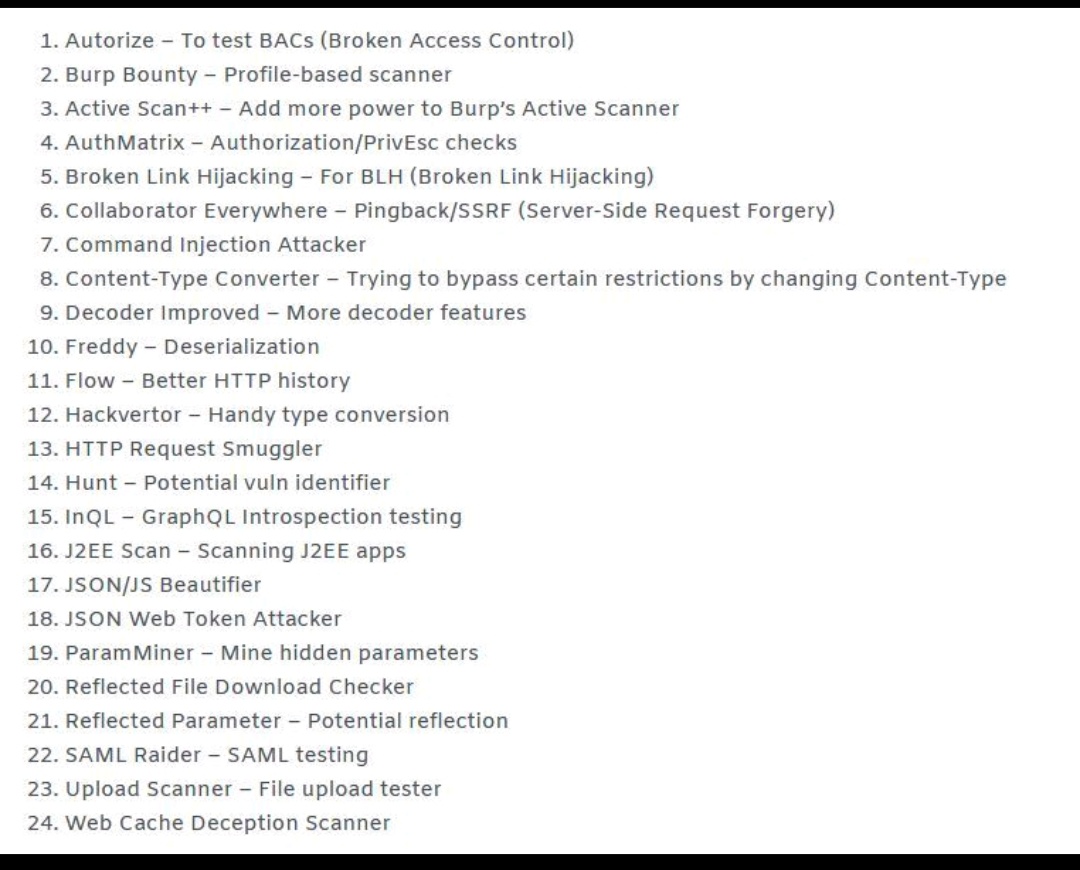 1. Autorize – To test BACs (Broken Access Control)
2. Burp Bounty – Profile-based scanner
3. Active Scan++ – Add more power to Burp’s Active Scanner
4. AuthMatrix – Authorization/PrivEsc checks
5. Broken Link Hijacking – For BLH (Broken Link Hijacking)
6. Collaborator Everywhere – Pingback/SSRF (Server-Side Request Forgery)
7. Command Injection Attacker
8. Content-Type Converter – Trying to bypass certain restrictions by changing Content-Type
9. Decoder Improved – More decoder features
10. Freddy – Deserialization
11. Flow – Better HTTP history
12. Hackvertor – Handy type conversion
13. HTTP Request Smuggler
14. Hunt – Potential vuln identifier
15. InQL – GraphQL Introspection testing
16. J2EE Scan – Scanning J2EE apps
17. JSON/JS Beautifier
18. JSON Web Token Attacker
19. ParamMiner – Mine hidden parameters
20. Reflected File Download Checker
21. Reflected Parameter – Potential reflection
22. SAML Raider – SAML testing
23. Upload Scanner – File upload tester
24. Web Cache Deception Scanner